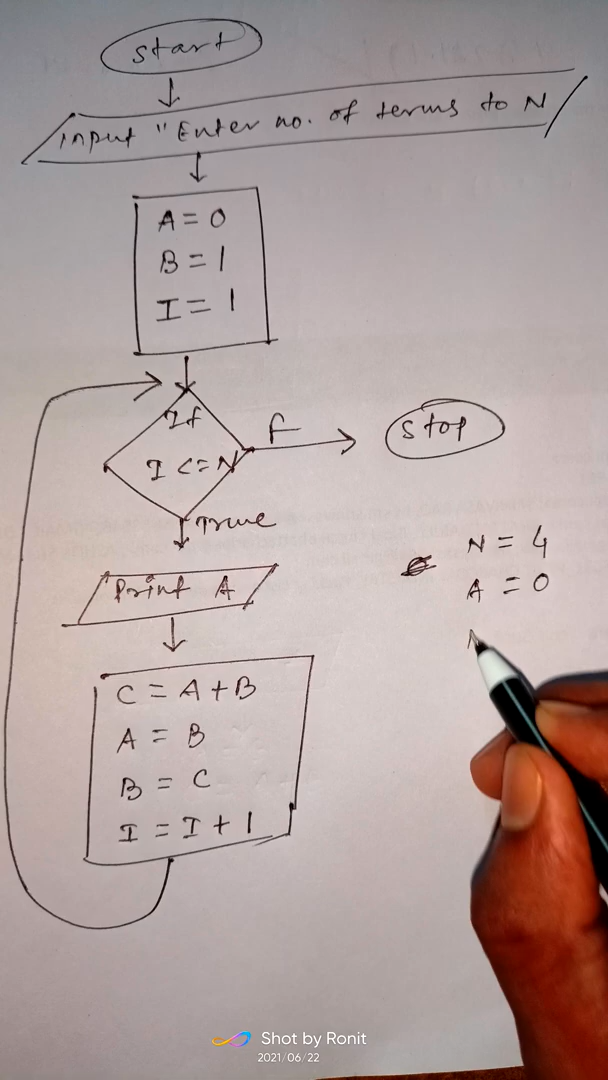 start
Input "Enter no. of terms to N
A = 0
B = 1
I = 1
If
I <= N
F
Stop
True
Print A
C = A + B
A = B
B = C
I = I + 1
N = 4
A = 0
Shot by Ronit
2021/06/22